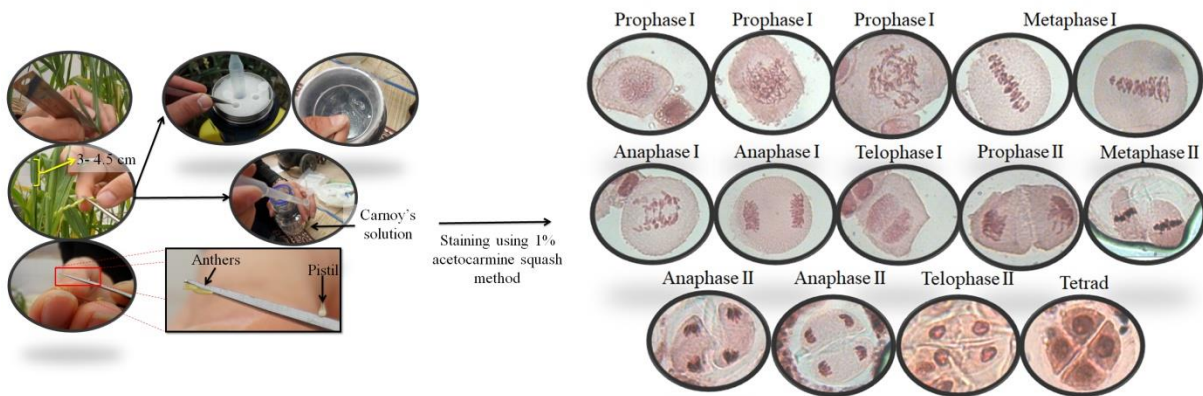 3- 4.5 cm
Carnoy's
solution
Anthers
Pistil
Staining using 1%
acetocarmine squash
method
Prophase I Prophase I Prophase I Metaphase I
Anaphase I Anaphase I Telophase I Prophase II Metaphase II
Anaphase II Anaphase II Telophase II Tetrad